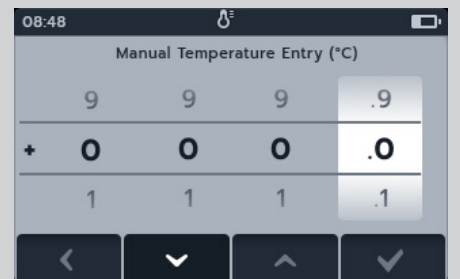 08:48
Manual Temperature Entry (°C)
9 9 9 .9
+ 0 0 0 .0
1 1 1 .1